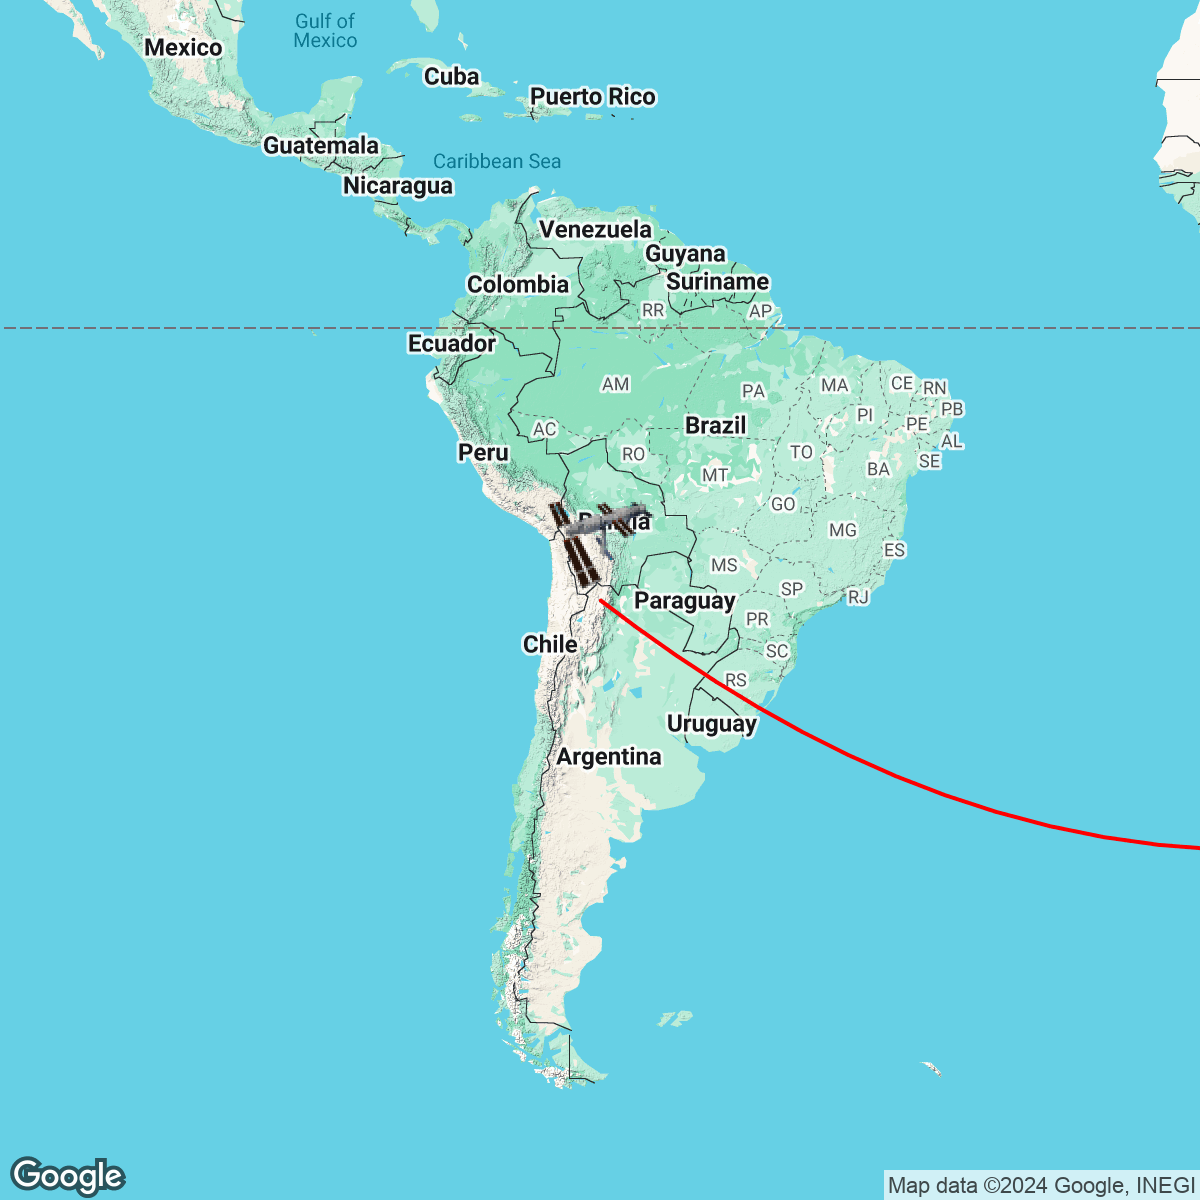 Gulf of
Mexico
Mexico
Cuba
Puerto Rico
Guatemala
Caribbean Sea
Nicaragua
Venezuela
Guyana
Colombia
Suriname
RR
AP
Ecuador
AM
PA
MA
CE
RN
PI
PB
PE
Brazil
AC
AL
Peru
RO
TO
SE
BA
MT
GO
MG
ES
MS
SP
RJ
Paraguay
PR
Chile
SC
RS
Uruguay
Argentina
Google
Map data ©2024 Google, INEGI